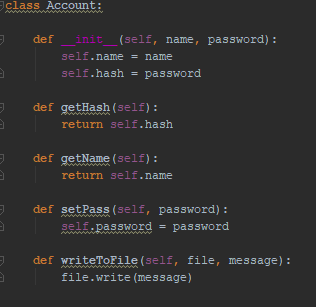 class Account:
def __init__(self, name, password):
self.name = name
self.hash = password
def getHash(self):
return self.hash
def getName(self):
return self.name
def setPass(self, password):
self.password = password
def writeToFile(self, file, message):
file.write(message)